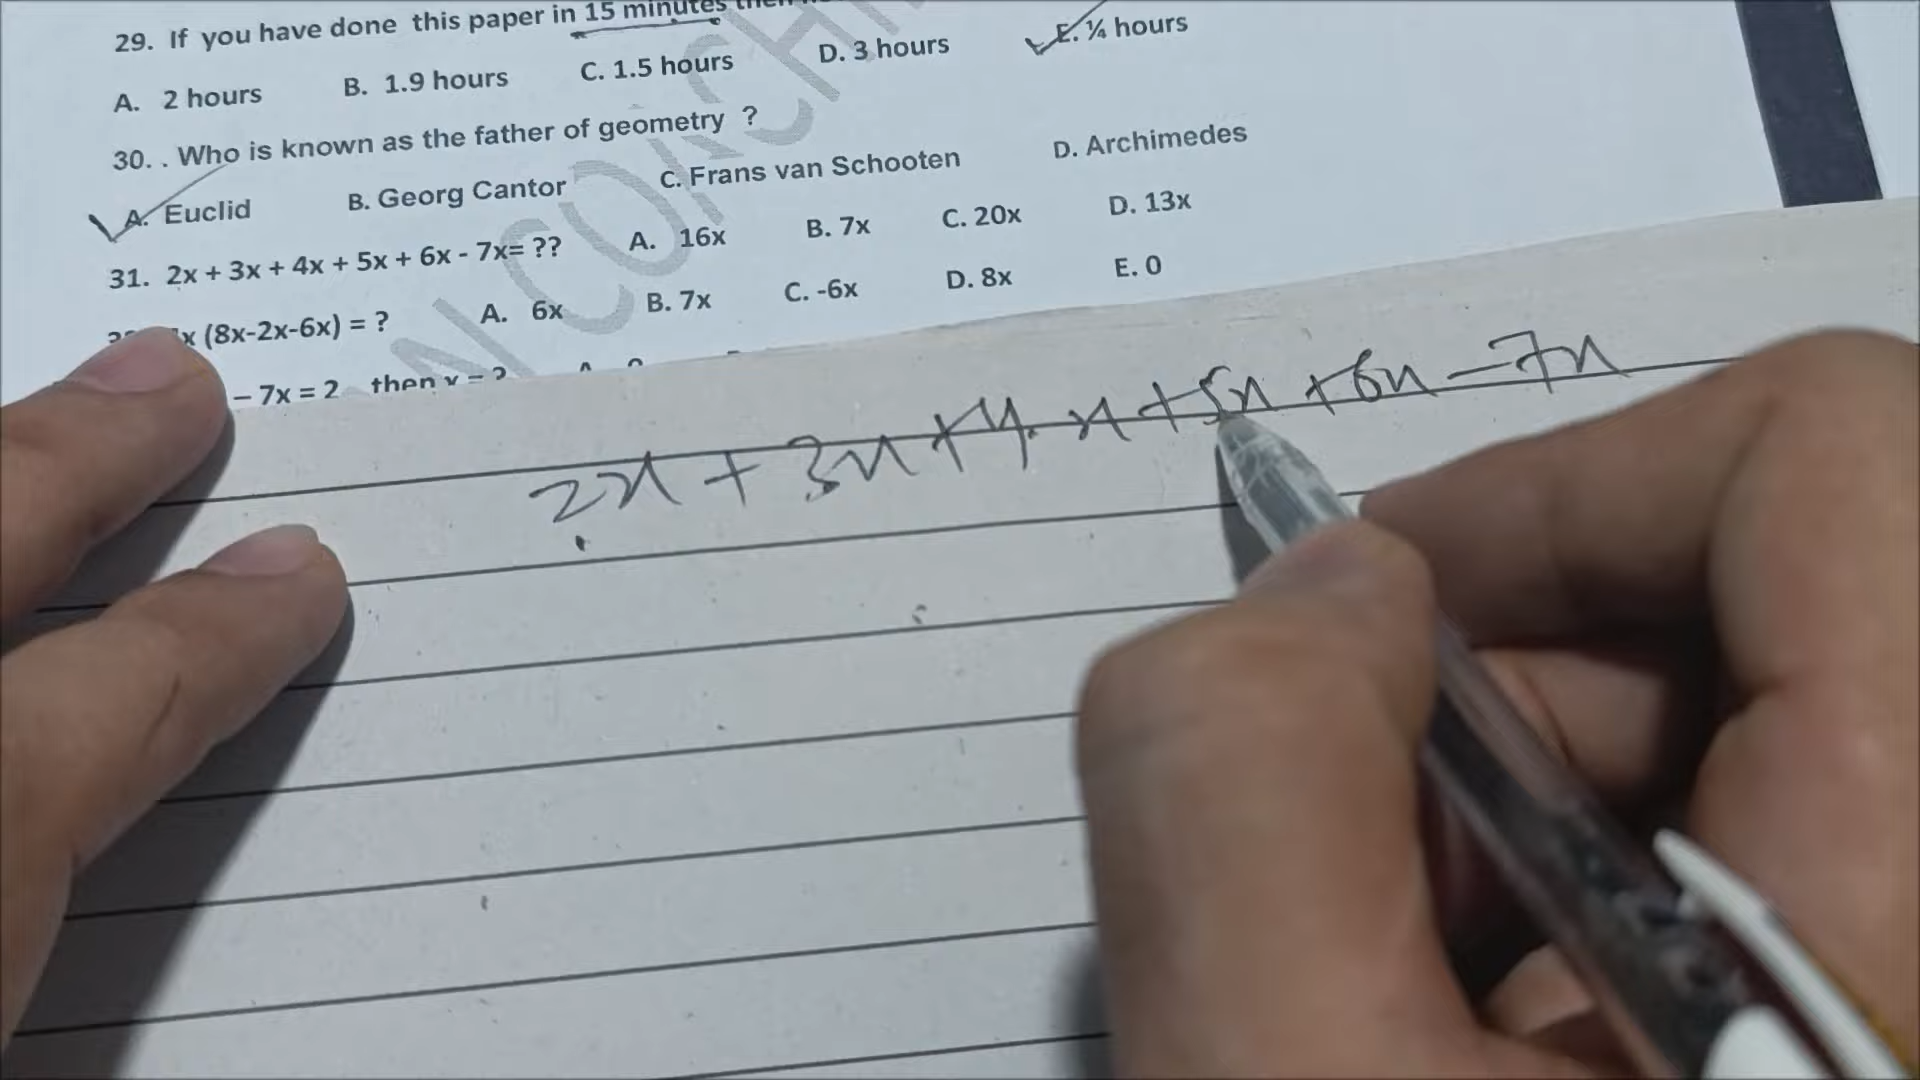 29. If you have done this paper in 15 minutes
A. 2 hours B. 1.9 hours C. 1.5 hours D. 3 hours E. ¼ hours
30. . Who is known as the father of geometry ?
A. Euclid B. Georg Cantor C. Frans van Schooten D. Archimedes
31. 2x + 3x + 4x + 5x + 6x - 7x= ?? A. 16x B. 7x C. 20x D. 13x
x (8x-2x-6x) = ? A. 6x B. 7x C. -6x D. 8x E. 0
– 7x = 2 then
2x + 3x + 4x + 5x + 6x - 7x